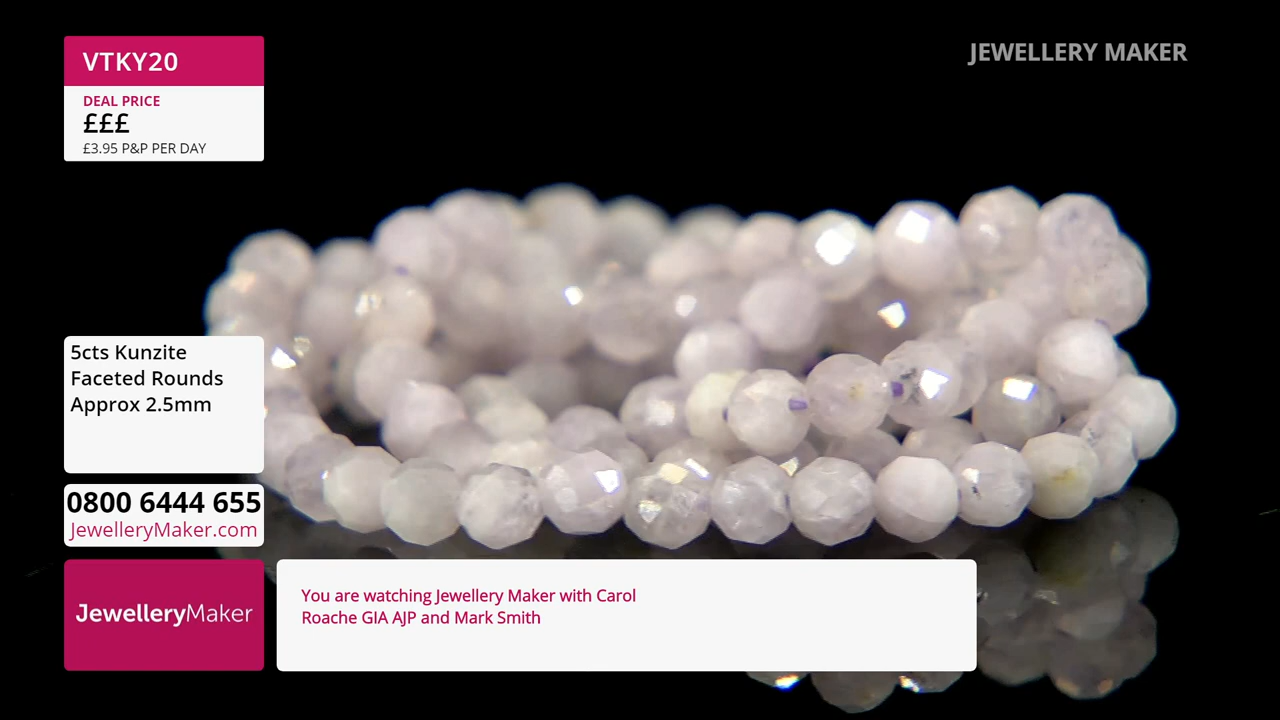 VTKY20
DEAL PRICE
£££
£3.95 P&P PER DAY
JEWELLERY MAKER
5cts Kunzite
Faceted Rounds
Approx 2.5mm
0800 6444 655
JewelleryMaker.com
JewelleryMaker
You are watching Jewellery Maker with Carol
Roache GIA AJP and Mark Smith